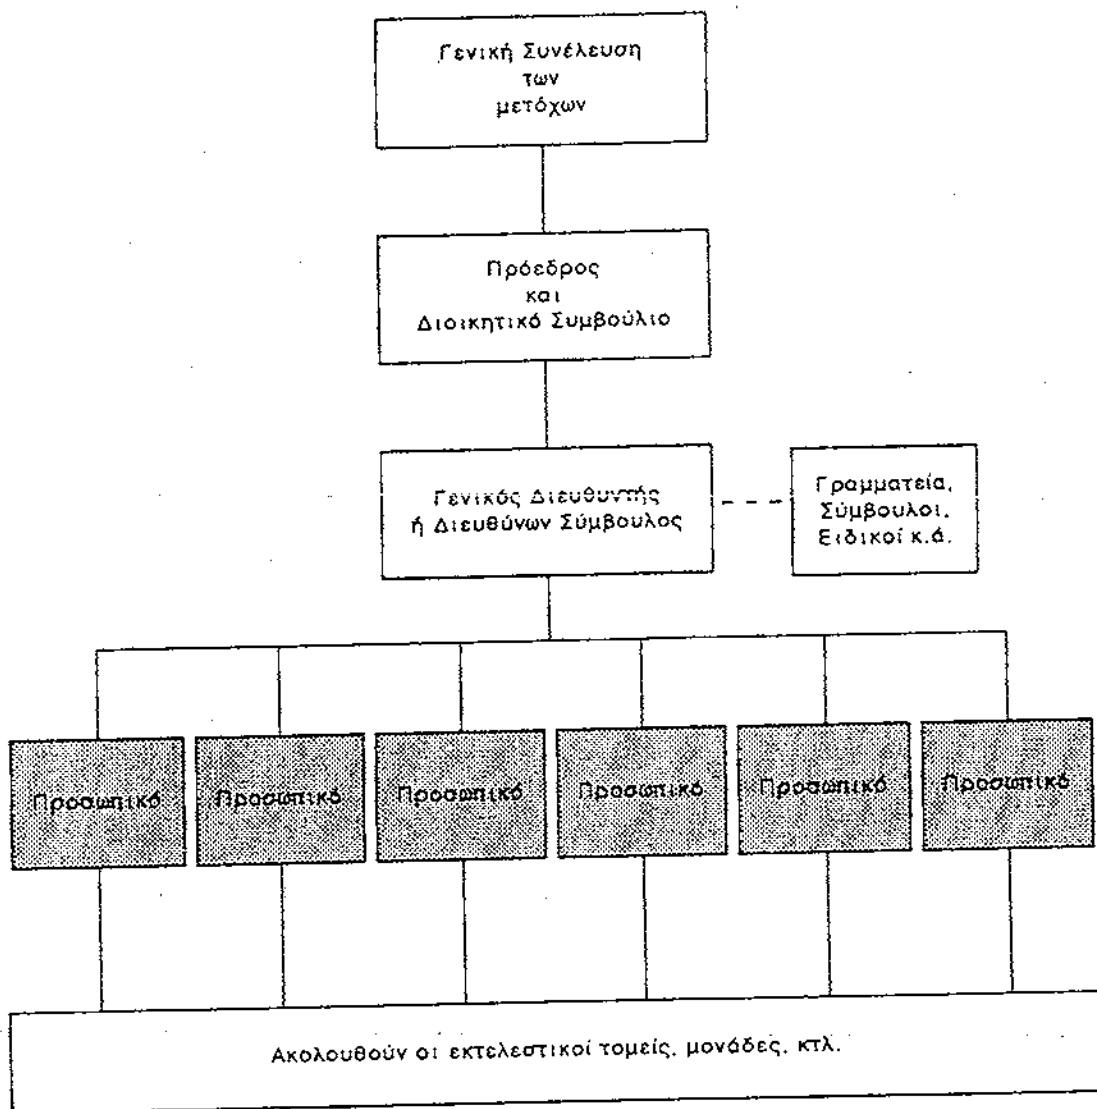 Γενική Συνέλευση
των
μετόχων
Πρόεδρος
και
Διοικητικό Συμβούλιο
Γενικός Διευθυντής
ή Διευθύνων Σύμβουλος
Γραμματεία,
Σύμβουλοι,
Ειδικοί κ.ά.
Προσωπικό
Προσωπικό
Προσωπικό
Προσωπικό
Προσωπικό
Προσωπικό
Ακολουθούν οι εκτελεστικοί τομείς, μονάδες, κτλ.